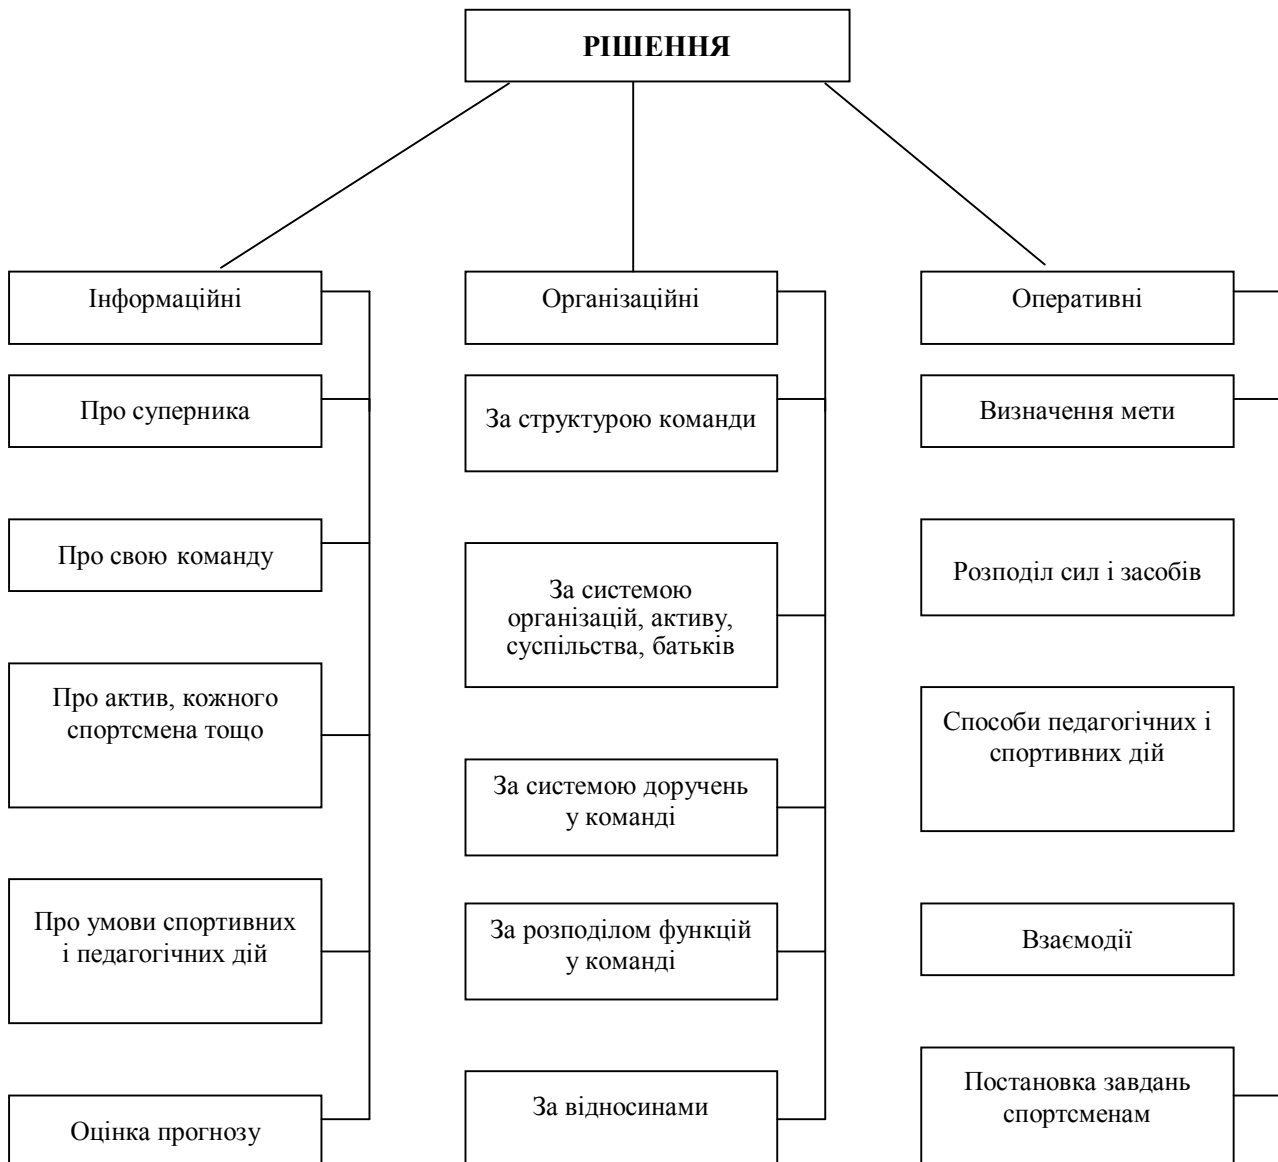 РІШЕННЯ
Інформаційні
Про суперника
Про свою команду
Про актив, кожного
спортсмена тощо
Про умови спортивних
і педагогічних дій
Оцінка прогнозу
Організаційні
За структурою команди
За системою
організацій, активу,
суспільства, батьків
За системою доручень
у команді
За розподілом функцій
у команді
За відносинами
Оперативні
Визначення мети
Розподіл сил і засобів
Способи педагогічних і
спортивних дій
Взаємодії
Постановка завдань
спортсменам